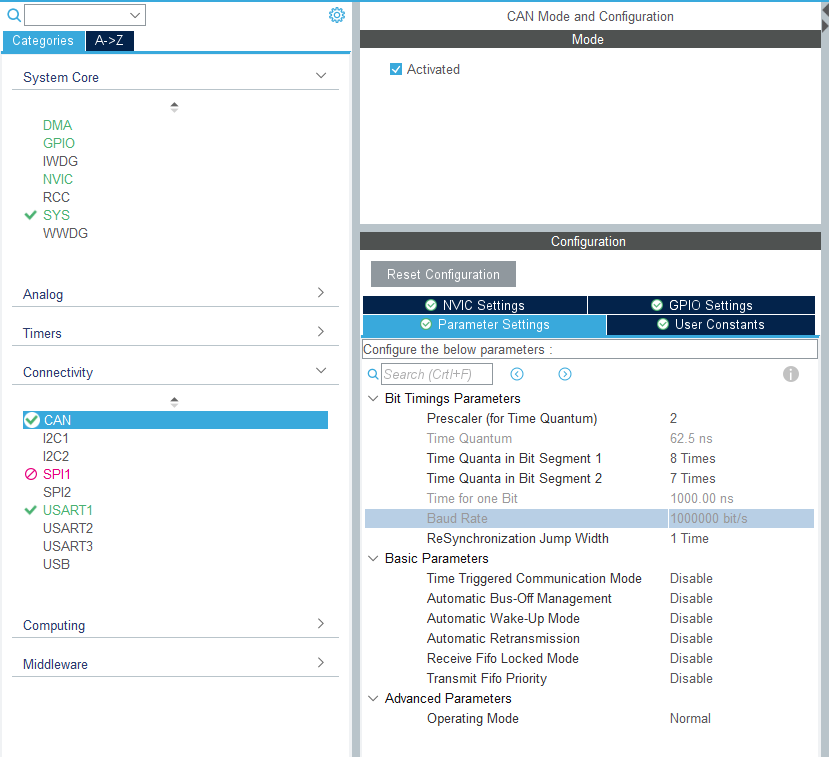 Categories A->Z
System Core
DMA
GPIO
IWDG
NVIC
RCC
SYS
WWDG
Analog
Timers
Connectivity
CAN
I2C1
I2C2
SPI1
SPI2
USART1
USART2
USART3
USB
Computing
Middleware
CAN Mode and Configuration
Mode
Activated
Configuration
Reset Configuration
NVIC Settings GPIO Settings
Parameter Settings User Constants
Configure the below parameters :
Search (Crtl+F)
Bit Timings Parameters
Prescaler (for Time Quantum) 2
Time Quantum 62.5 ns
Time Quanta in Bit Segment 1 8 Times
Time Quanta in Bit Segment 2 7 Times
Time for one Bit 1000.00 ns
Baud Rate 1000000 bit/s
ReSynchronization Jump Width 1 Time
Basic Parameters
Time Triggered Communication Mode Disable
Automatic Bus-Off Management Disable
Automatic Wake-Up Mode Disable
Automatic Retransmission Disable
Receive Fifo Locked Mode Disable
Transmit Fifo Priority Disable
Advanced Parameters
Operating Mode Normal